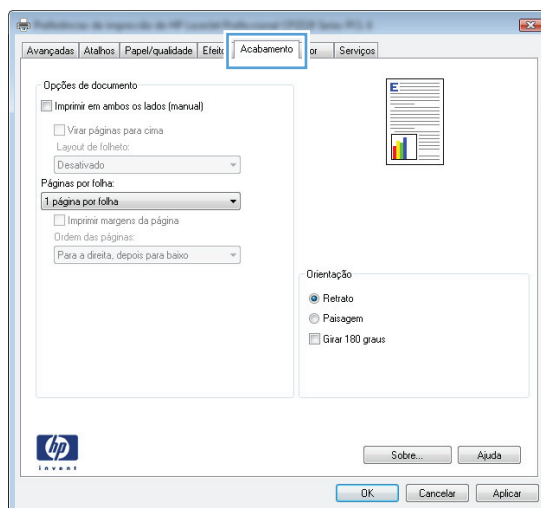 Avançadas Atalhos Papel/qualidade Acabamento Serviços
Opções de documento
Imprimir em ambos os lados (manual)
Virar páginas para cima
Layout de folheto:
Desativado
Páginas por folha:
1 página por folha
Imprimir margens da página
Ordem das páginas:
Para a direita, depois para baixo
E
Orientação
Retrato
Paisagem
Girar 180 graus
hp
invent
Sobre... Ajuda
OK Cancelar Aplicar